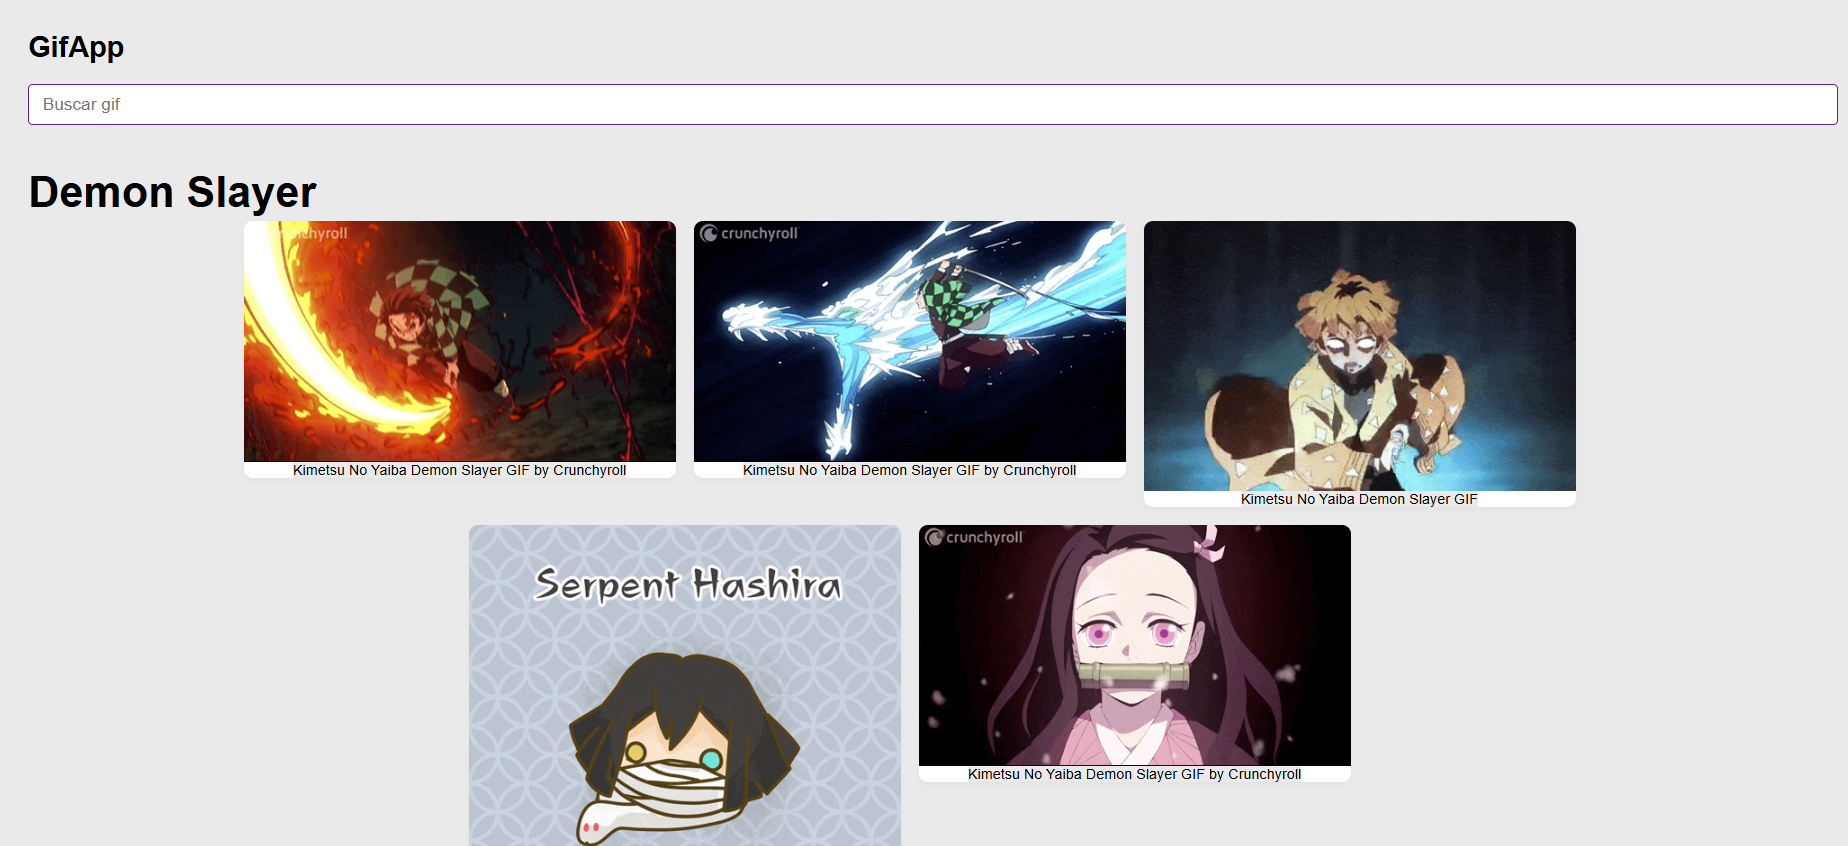 GifApp
Buscar gif
Demon Slayer
crunchyroll
crunchyroll
Kimetsu No Yaiba Demon Slayer GIF by Crunchyroll
Kimetsu No Yaiba Demon Slayer GIF by Crunchyroll
Kimetsu No Yaiba Demon Slayer GIF
Serpent Hashira
crunchyroll
Kimetsu No Yaiba Demon Slayer GIF by Crunchyroll